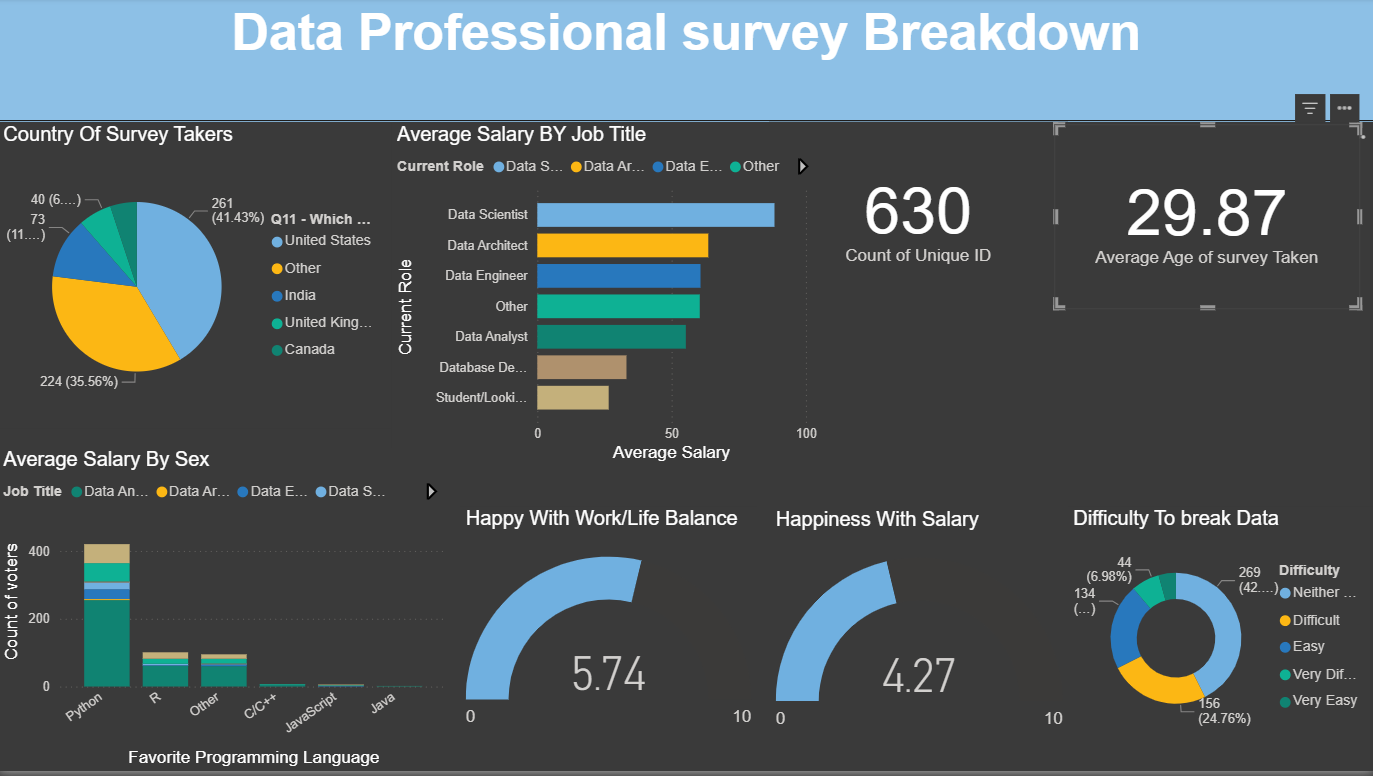 Data Professional survey Breakdown
Country Of Survey Takers
40 (6....)
73
(11....)
261
(41.43%)
224 (35.56%)
Q11 - Which ...
United States
Other
India
United King...
Canada
Average Salary BY Job Title
Current Role Data S... Data Ar... Data E... Other
Current Role
Data Scientist
Data Architect
Data Engineer
Other
Data Analyst
Database De...
Student/Looki...
0 50 100
Average Salary
630
Count of Unique ID
29.87
Average Age of survey Taken
Average Salary By Sex
Job Title Data An... Data Ar... Data E... Data S...
Count of voters
400
200
0
Python R Other C/C++ JavaScript Java
Favorite Programming Language
Happy With Work/Life Balance
5.74
0 10
Happiness With Salary
4.27
0 10
Difficulty To break Data
44
(6.98%)
134
(...)
269
(42....)
156
(24.76%)
Difficulty
Neither ...
Difficult
Easy
Very Dif...
Very Easy